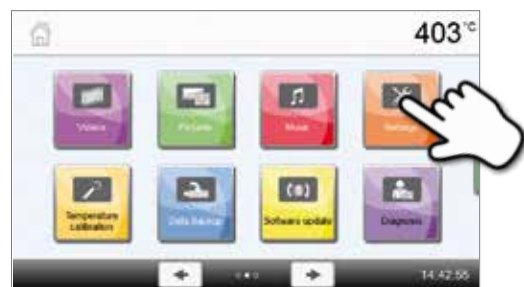 403 °C
Videos
Pictures
Music
Settings
Temperature
calibration
Data backup
Software update
Diagnosis
14:42:55